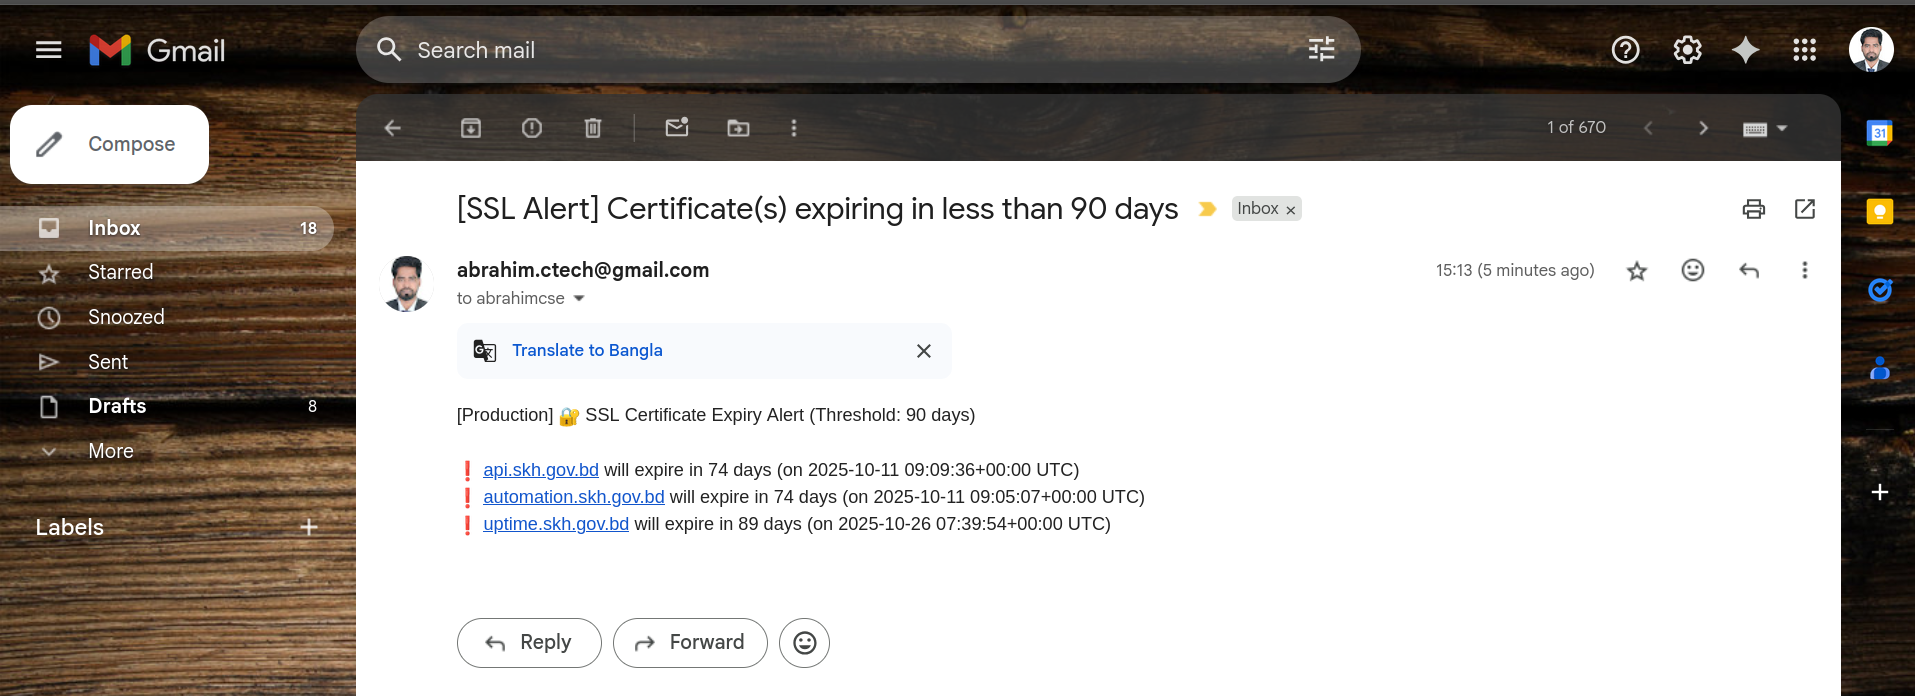 Gmail
Search mail
Compose
1 of 670
31
Inbox 18
Starred
Snoozed
Sent
Drafts 8
More
Labels
[SSL Alert] Certificate(s) expiring in less than 90 days Inbox x
abrahim.ctech@gmail.com 15:13 (5 minutes ago)
to abrahimcse
Translate to Bangla
[Production] 🔐 SSL Certificate Expiry Alert (Threshold: 90 days)
❗ api.skh.gov.bd will expire in 74 days (on 2025-10-11 09:09:36+00:00 UTC)
❗ automation.skh.gov.bd will expire in 74 days (on 2025-10-11 09:05:07+00:00 UTC)
❗ uptime.skh.gov.bd will expire in 89 days (on 2025-10-26 07:39:54+00:00 UTC)
Reply Forward